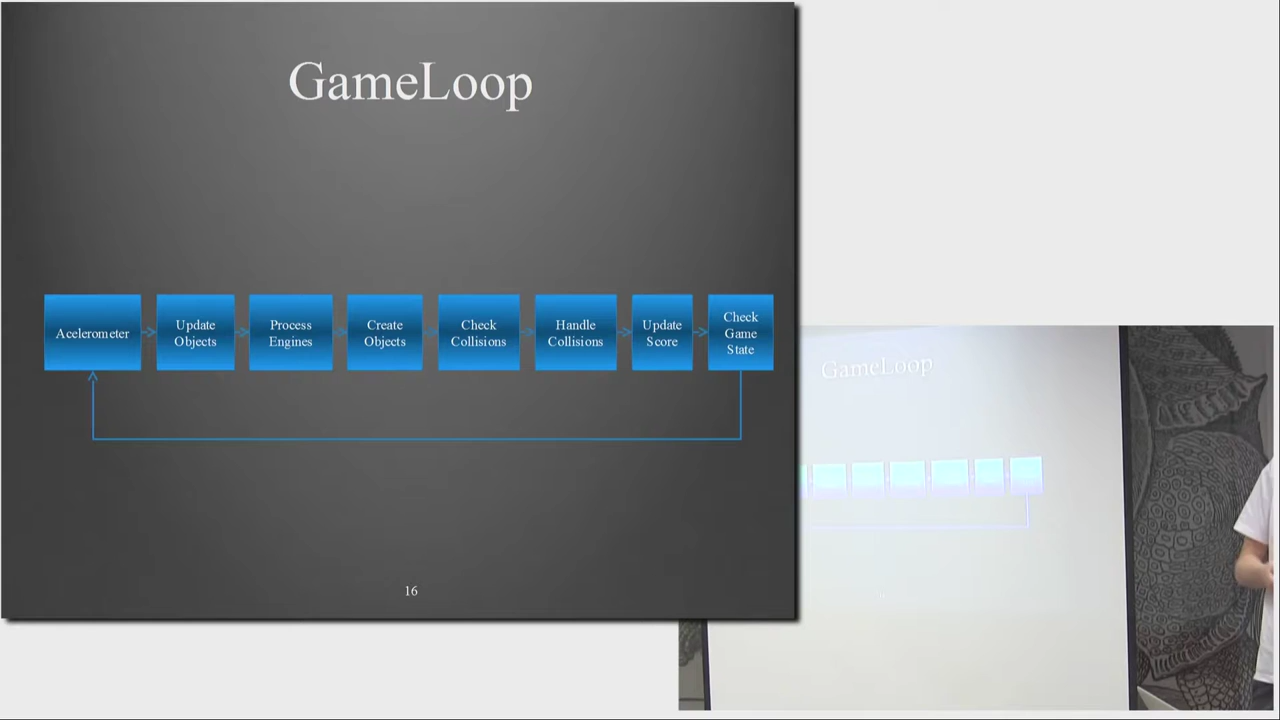 GameLoop
Acelerometer
Update
Objects
Process
Engines
Create
Objects
Check
Collisions
Handle
Collisions
Update
Score
Check
Game
State
16
GameLoop